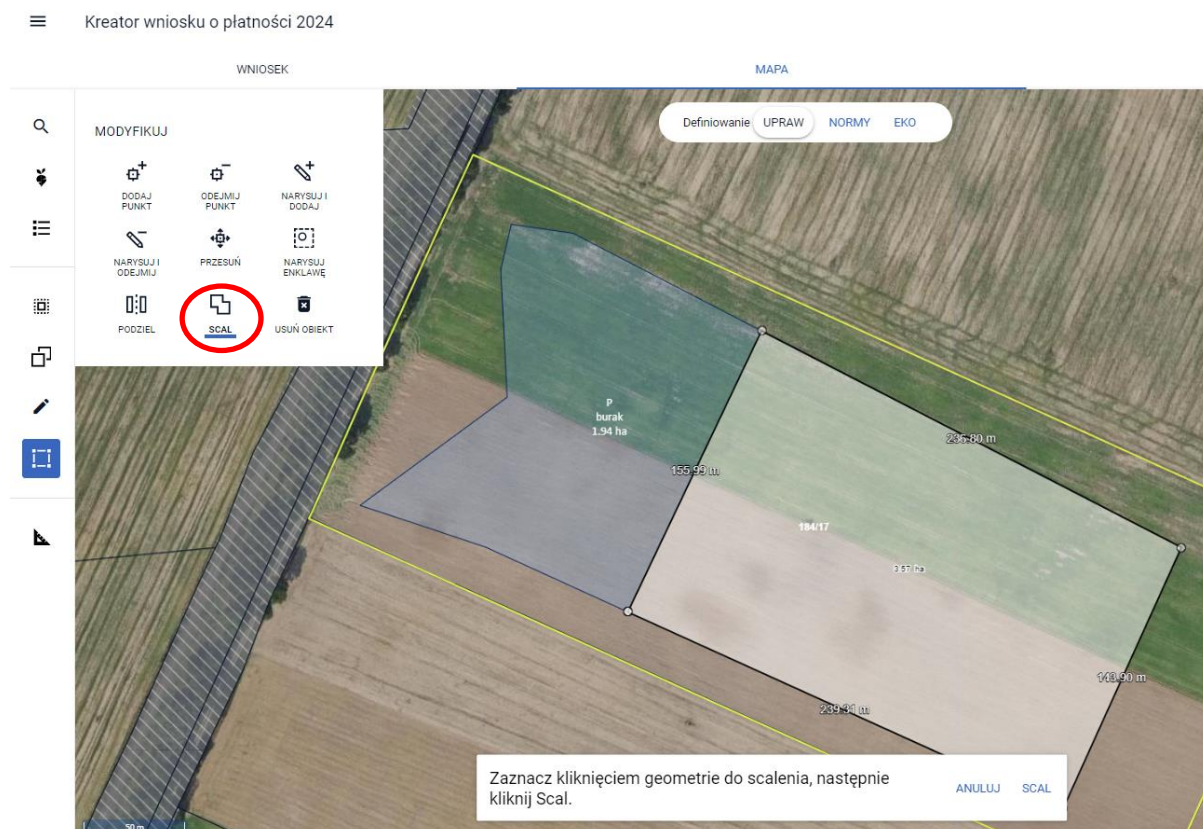 Kreator wniosku o płatności 2024
WNIOSEK
MAPA
MODYFIKUJ
DODAJ
PUNKT
ODEJMIJ
PUNKT
NARYSUJ I
DODAJ
NARYSUJ I
ODEJMIJ
PRZESUŃ
NARYSUJ
ENKLAWĘ
PODZIEL
SCAL
USUŃ OBIEKT
Definiowanie UPRAW NORMY EKO
P
burak
1.94 ha
236.80 m
155.99 m
184/17
3.57 ha
143.90 m
239.31 m
Zaznacz kliknięciem geometrie do scalenia, następnie
kliknij Scal.
ANULUJ SCAL
50 m